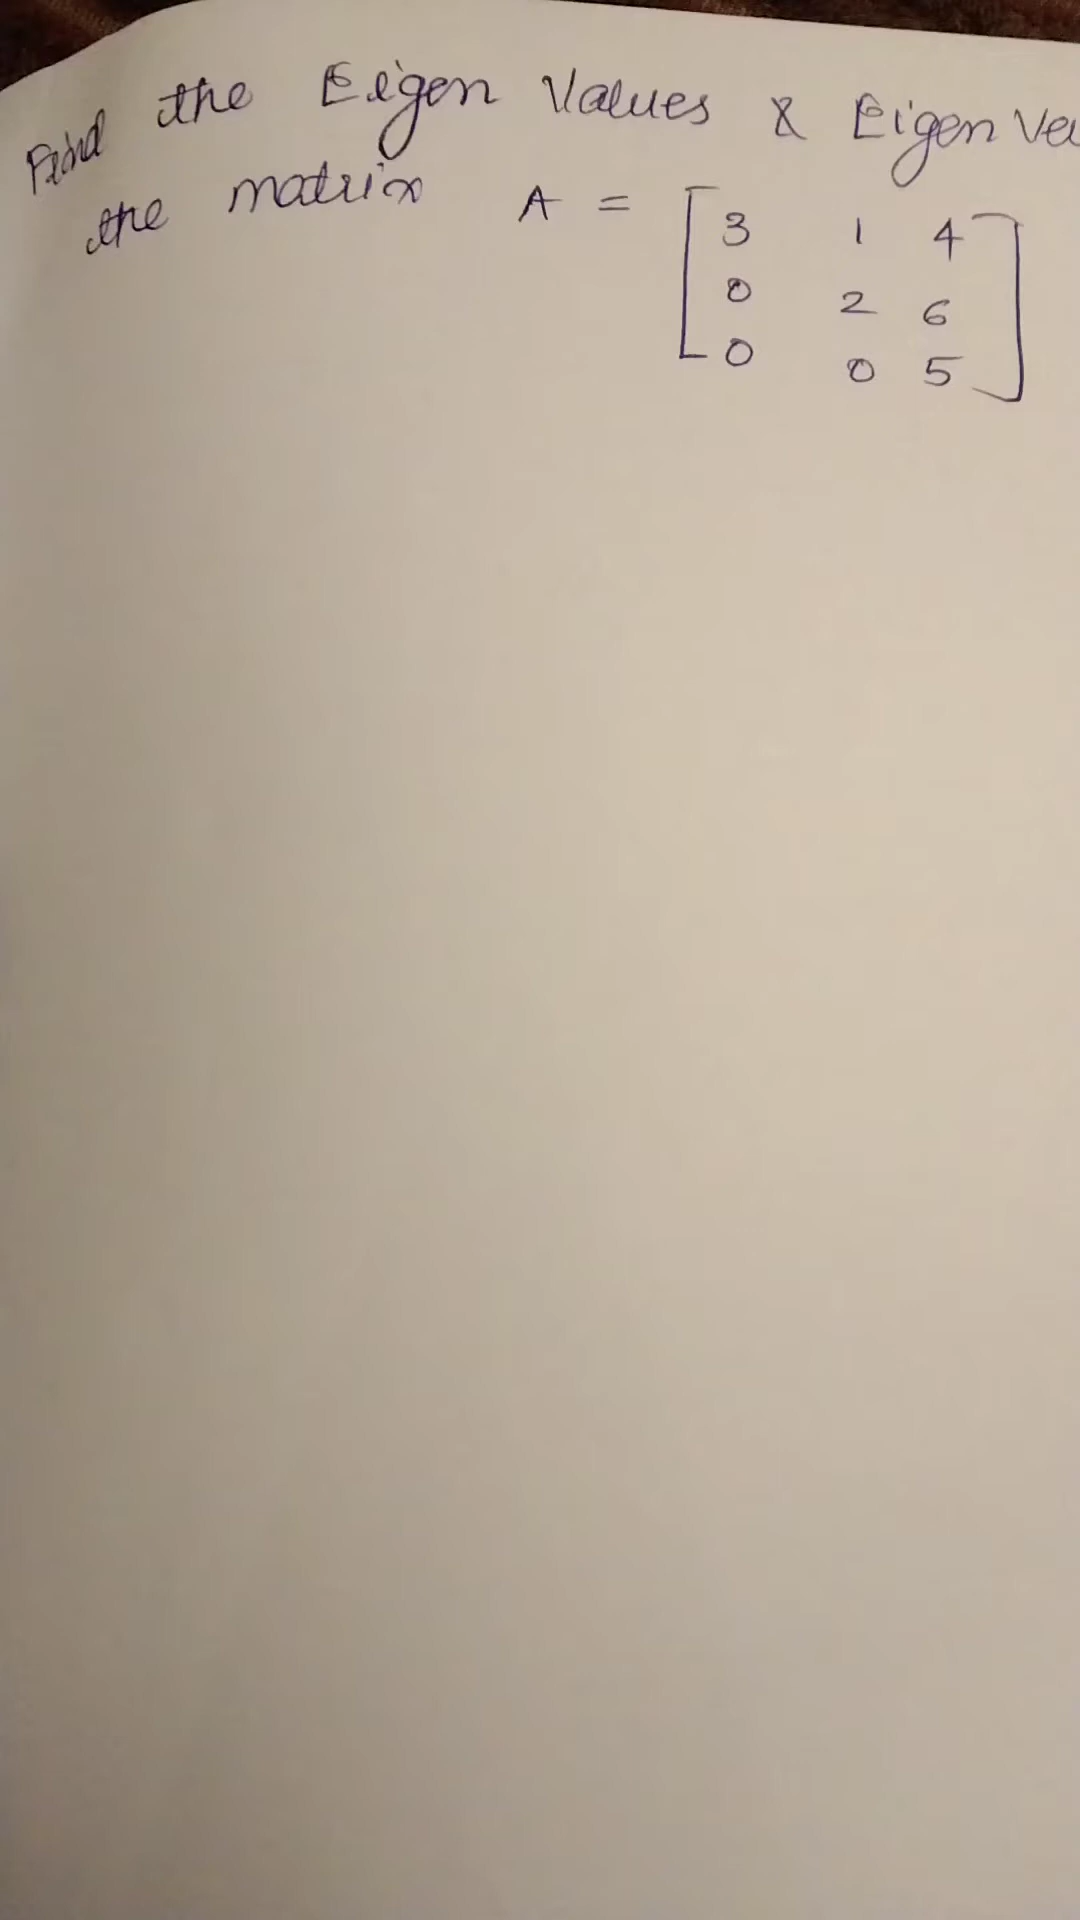 Find the Eigen Values & Eigen Ve
the matrix A = [3 1 4
0 2 6
0 0 5]